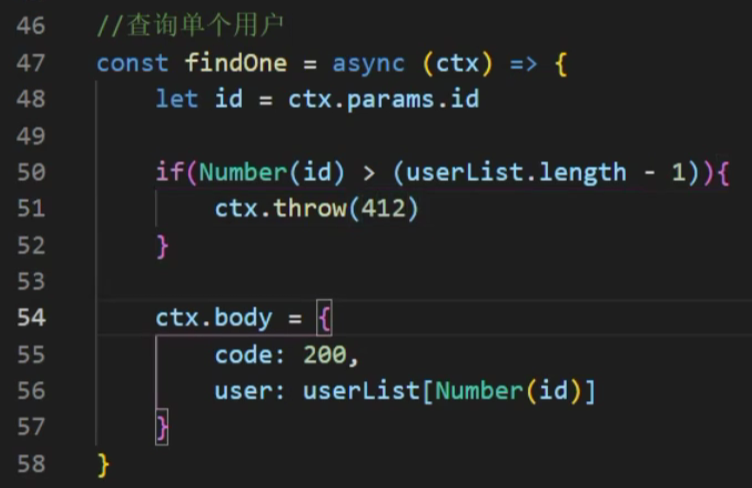 46 //查询单个用户
47 const findOne = async (ctx) => {
48     let id = ctx.params.id
49
50     if(Number(id) > (userList.length - 1)){
51         ctx.throw(412)
52     }
53
54     ctx.body = {
55         code: 200,
56         user: userList[Number(id)]
57     }
58 }